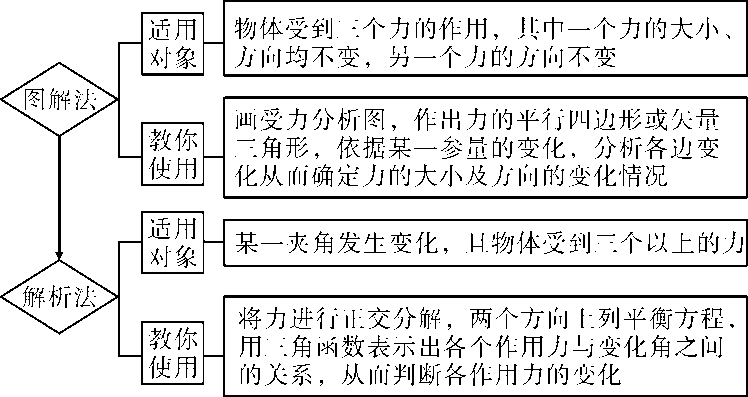 适用
对象
物体受到三个力的作用，其中一个力的大小、
方向均不变，另一个力的方向不变
图解法
教你
使用
画受力分析图，作出力的平行四边形或矢量
三角形，依据某一参量的变化，分析各边变
化从而确定力的大小及方向的变化情况
适用
对象
某一夹角发生变化，且物体受到三个以上的力
解析法
教你
使用
将力进行正交分解，两个方向上列平衡方程，
用三角函数表示出各个作用力与变化角之间
的关系，从而判断各作用力的变化